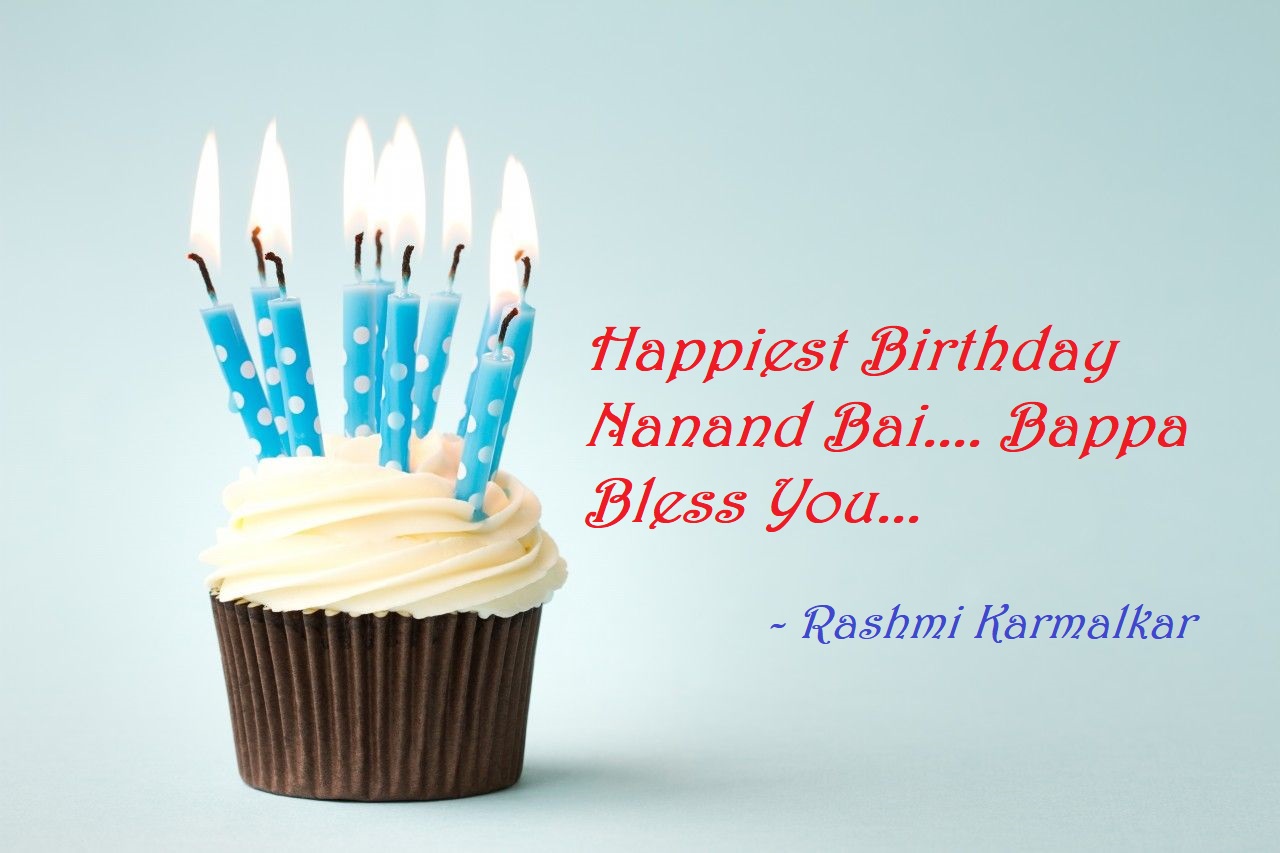 Happiest Birthday
Nanand Bai.... Bappa
Bless You...
~ Rashmi Karmalkar